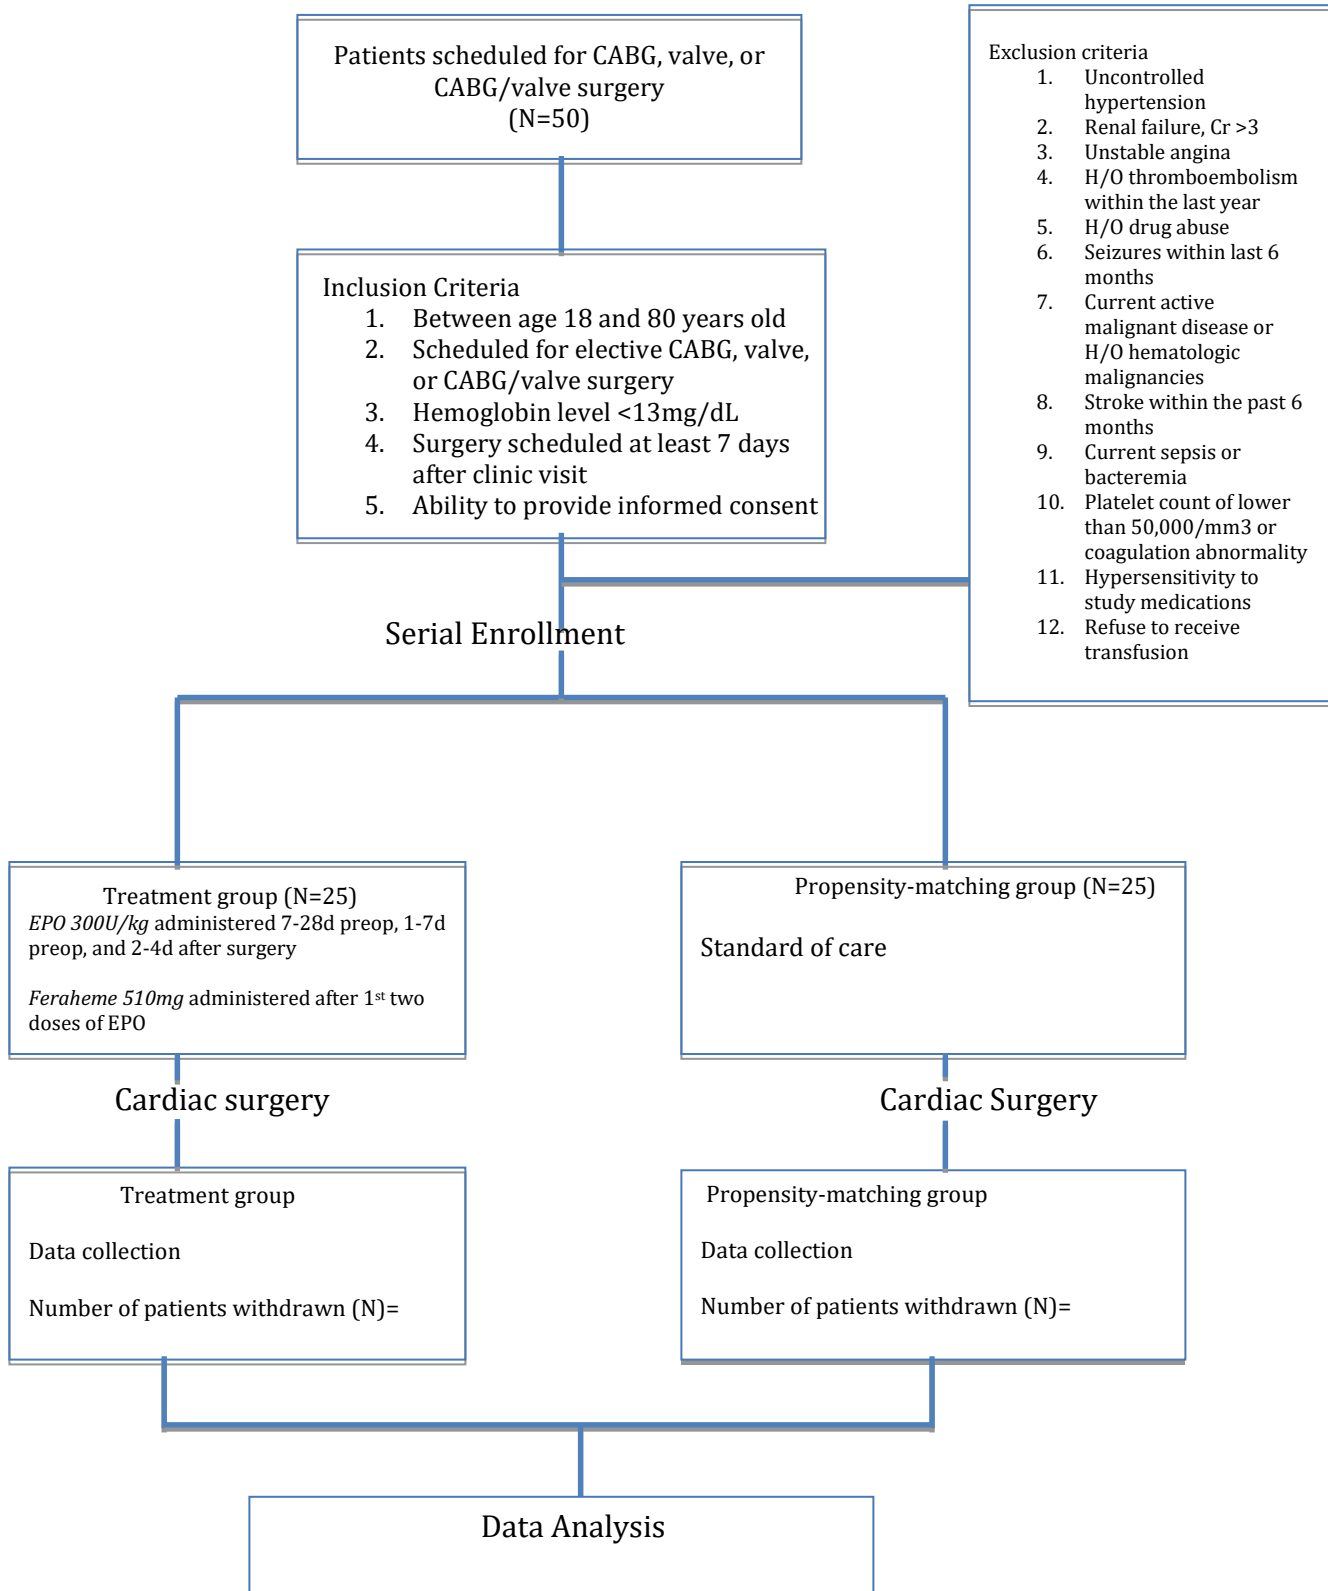 Patients scheduled for CABG, valve, or
CABG/valve surgery
(N=50)
Exclusion criteria
1. Uncontrolled
hypertension
2. Renal failure, Cr >3
3. Unstable angina
4. H/O thromboembolism
within the last year
5. H/O drug abuse
6. Seizures within last 6
months
7. Current active
malignant disease or
H/O hematologic
malignancies
8. Stroke within the past 6
months
9. Current sepsis or
bacteremia
10. Platelet count of lower
than 50,000/mm3 or
coagulation abnormality
11. Hypersensitivity to
study medications
12. Refuse to receive
transfusion
Inclusion Criteria
1. Between age 18 and 80 years old
2. Scheduled for elective CABG, valve,
or CABG/valve surgery
3. Hemoglobin level <13mg/dL
4. Surgery scheduled at least 7 days
after clinic visit
5. Ability to provide informed consent
Serial Enrollment
Treatment group (N=25)
EPO 300U/kg administered 7-28d preop, 1-7d
preop, and 2-4d after surgery
Feraheme 510mg administered after 1st two
doses of EPO
Propensity-matching group (N=25)
Standard of care
Cardiac surgery
Cardiac Surgery
Treatment group
Data collection
Number of patients withdrawn (N)=
Propensity-matching group
Data collection
Number of patients withdrawn (N)=
Data Analysis